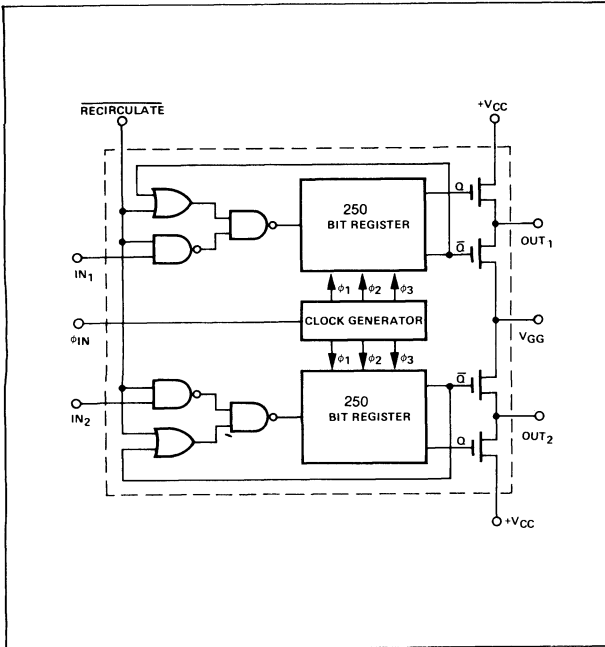 RECIRCULATE
+VCC
250
BIT REGISTER
Q
Q̅
OUT1
IN1
ϕ1 ϕ2 ϕ3
ϕIN
CLOCK GENERATOR
VGG
ϕ1 ϕ2 ϕ3
IN2
250
BIT REGISTER
Q̅
Q
OUT2
+VCC